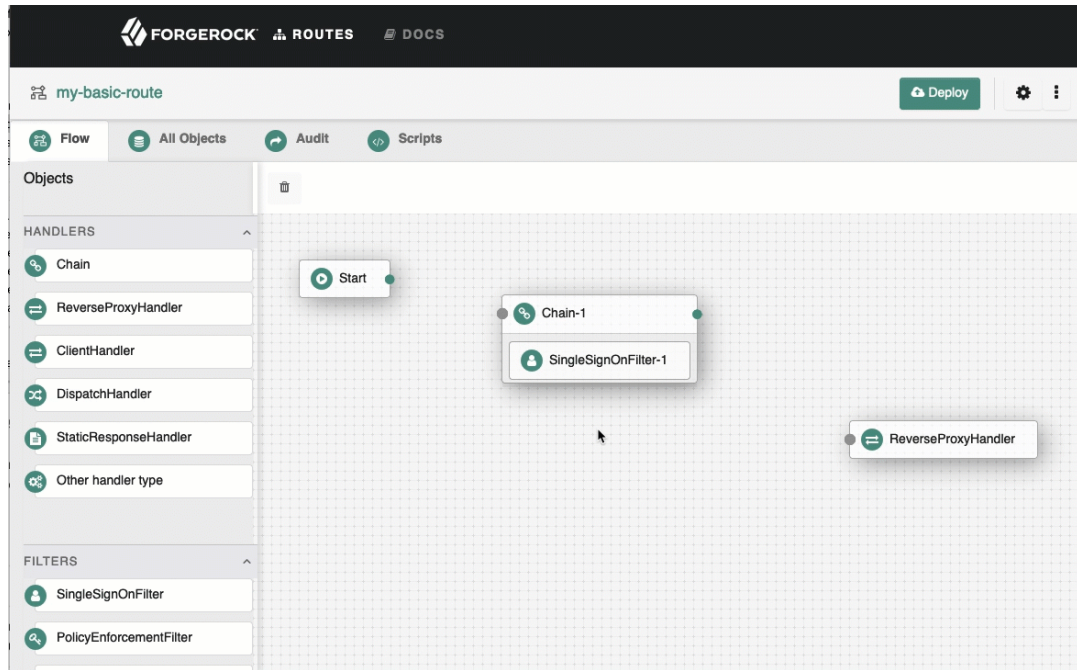 FORGEROCK ROUTES DOCS
my-basic-route Deploy
Flow All Objects Audit Scripts
Objects
HANDLERS
Chain
ReverseProxyHandler
ClientHandler
DispatchHandler
StaticResponseHandler
Other handler type
FILTERS
SingleSignOnFilter
PolicyEnforcementFilter
Start
Chain-1
SingleSignOnFilter-1
ReverseProxyHandler